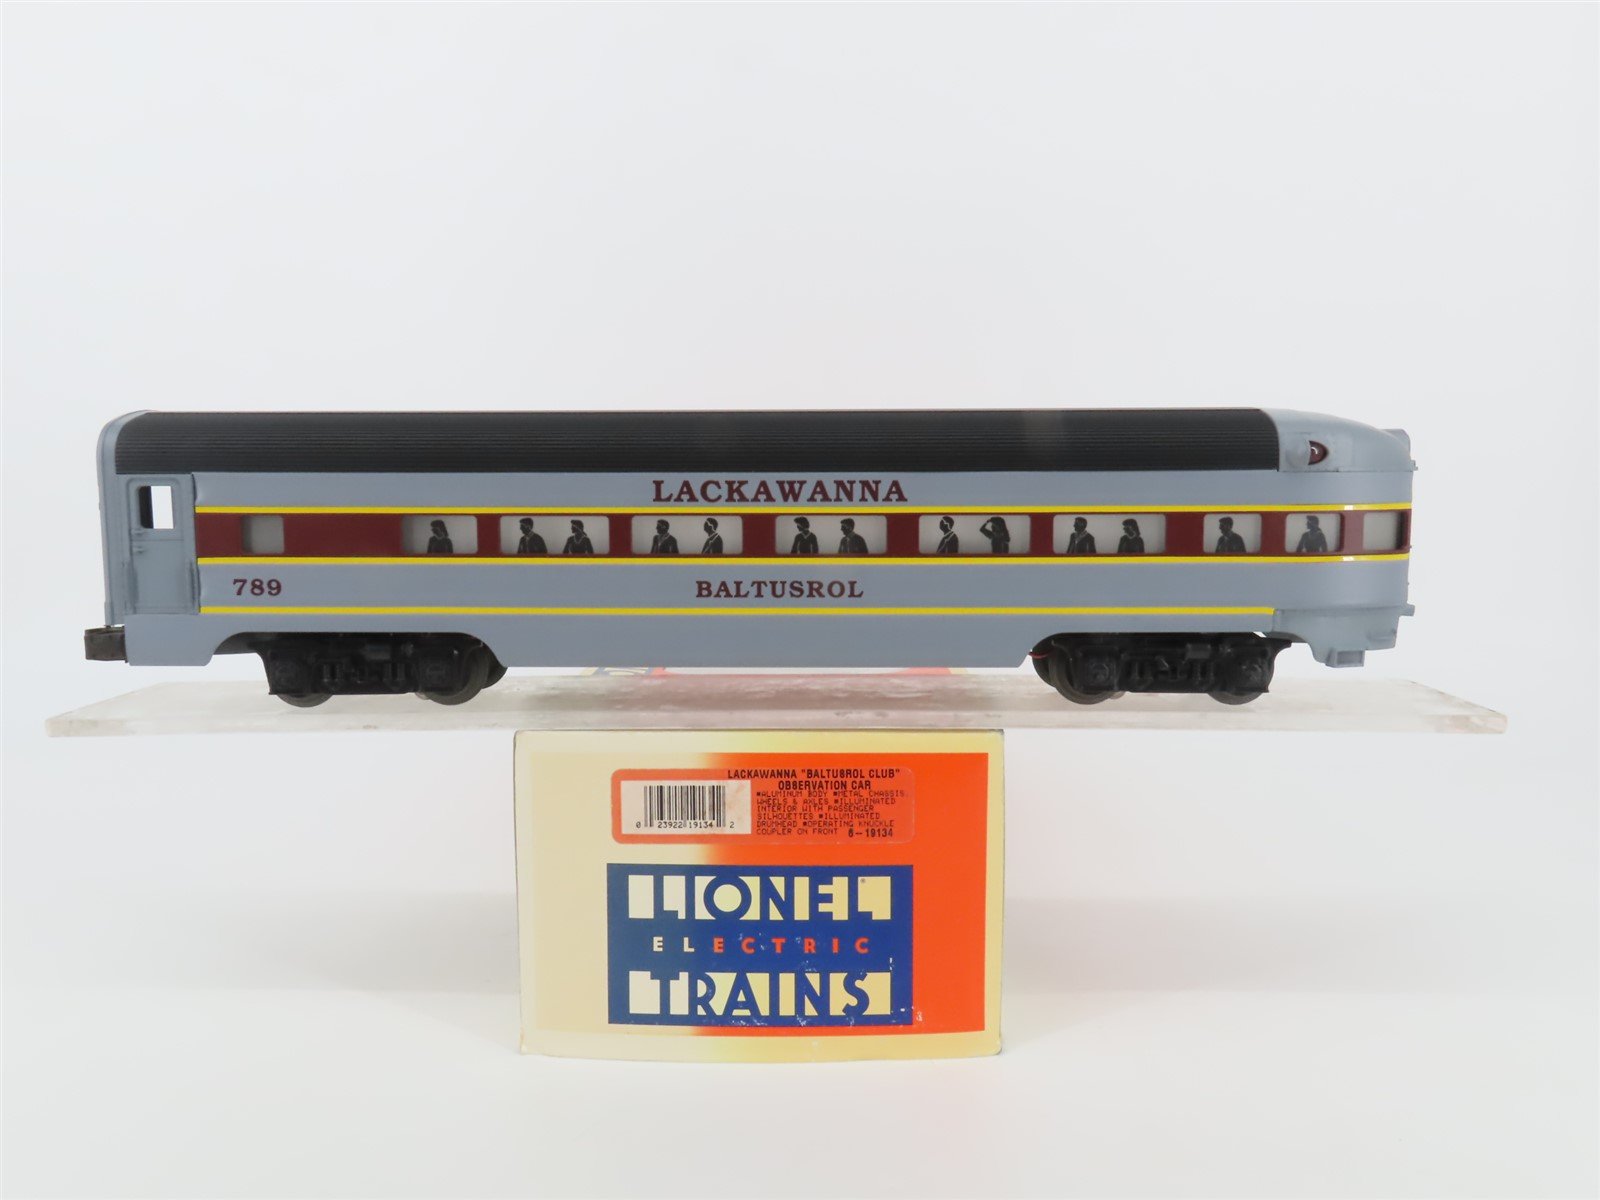 LACKAWANNA
789
BALTUSROL
LACKAWANNA "BALTUSROL CLUB"
OBSERVATION CAR
■ALUMINUM BODY ■METAL CHASSIS,
WHEELS & AXLES ■ILLUMINATED
INTERIOR WITH PASSENGER
SILHOUETTES ■ILLUMINATED
DRUMHEAD ■OPERATING KNUCKLE
COUPLER ON FRONT 6-19134
0 23922 19134 2
LIONEL®
ELECTRIC
TRAINS